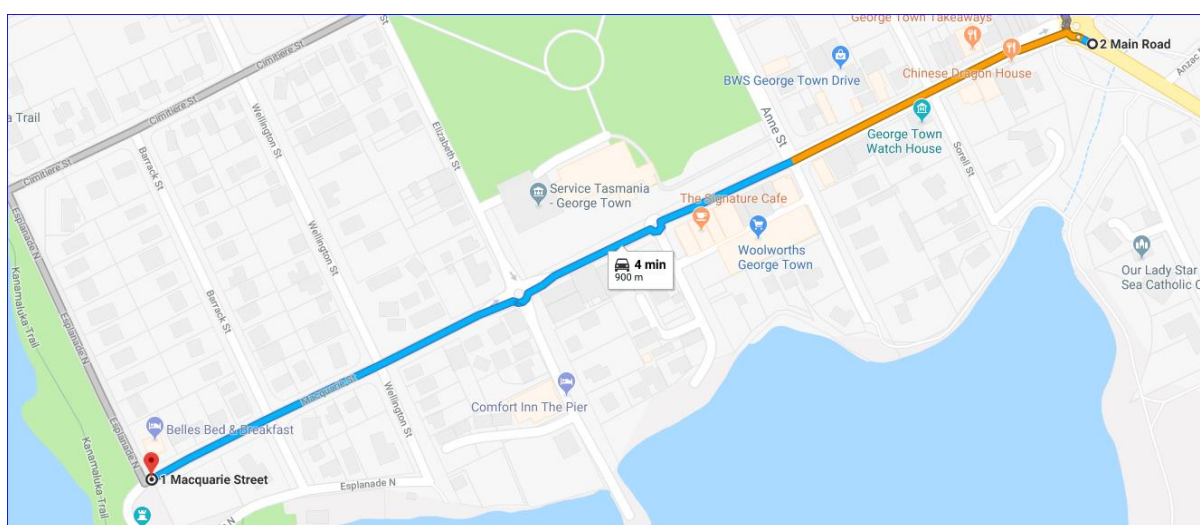 George Town Takeaways
2 Main Road
Cimitiere St
St
BWS George Town Drive
Chinese Dragon House
Anzac
a Trail
Cimitiere St
Wellington St
Elizabeth St
Anne St
George Town
Watch House
Barrack St
Sorell St
Cimitiere St
Service Tasmania
- George Town
The Signature Cafe
Esplanade N
Wellington St
Woolworths
George Town
4 min
900 m
Our Lady Star
Sea Catholic C
Kanamaluka Trail
Barrack St
Esplanade N
Macquarie St
Wellington St
Comfort Inn The Pier
Esplanade N
Belles Bed & Breakfast
Kanamaluka Trail
1 Macquarie Street
Esplanade N
N